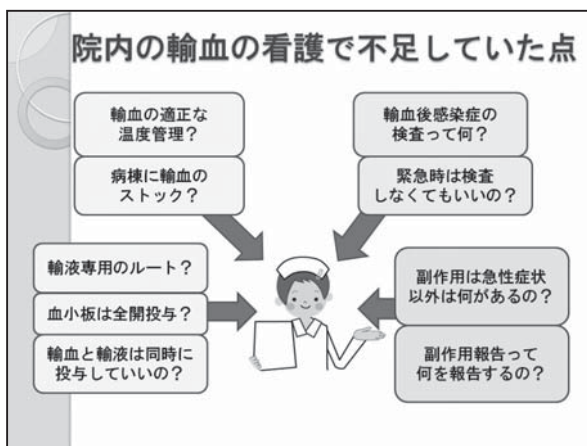 院内の輸血の看護で不足していた点
輸血の適正な
温度管理？
病棟に輸血の
ストック？
輸血後感染症の
検査って何？
緊急時は検査
しなくてもいいの？
輸液専用のルート？
血小板は全開投与？
輸血と輸液は同時に
投与していいの？
副作用は急性症状
以外は何があるの？
副作用報告って
何を報告するの？